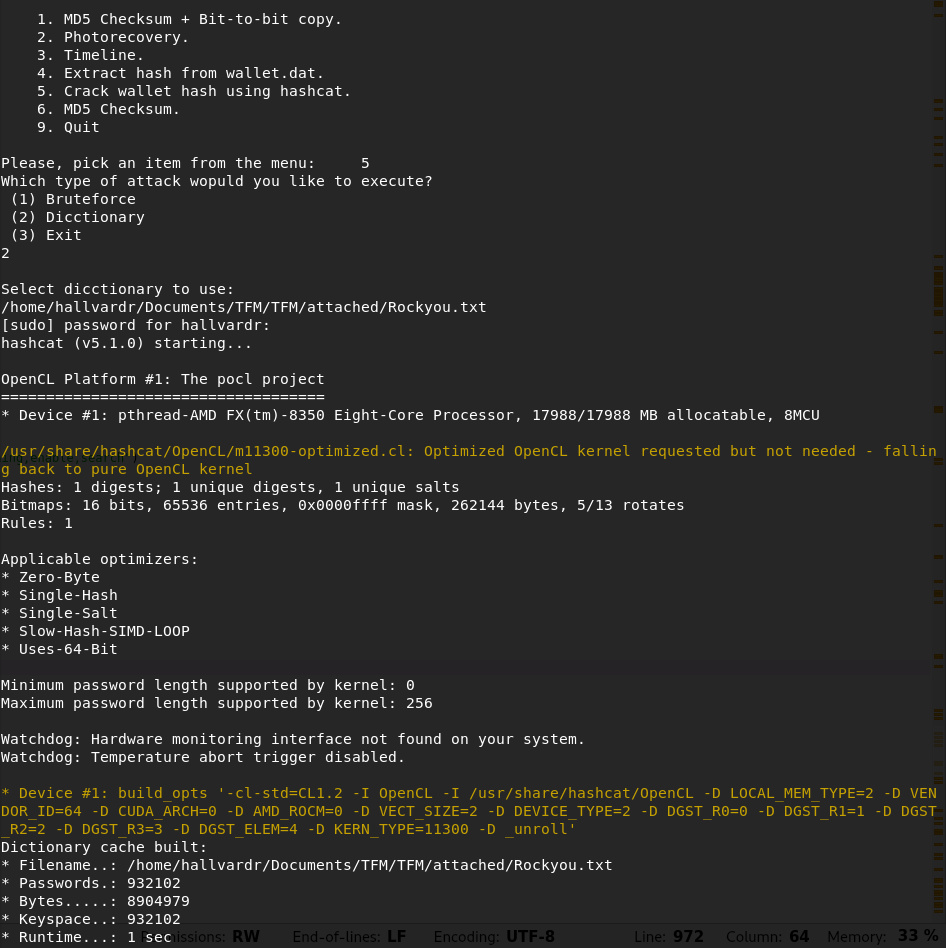 1. MD5 Checksum + Bit-to-bit copy.
2. Photorecovery.
3. Timeline.
4. Extract hash from wallet.dat.
5. Crack wallet hash using hashcat.
6. MD5 Checksum.
9. Quit
Please, pick an item from the menu:     5
Which type of attack wopuld you like to execute?
(1) Bruteforce
(2) Dicctionary
(3) Exit
2
Select dicctionary to use:
/home/hallvardr/Documents/TFM/TFM/attached/Rockyou.txt
[sudo] password for hallvardr:
hashcat (v5.1.0) starting...
OpenCL Platform #1: The pocl project
====================================
* Device #1: pthread-AMD FX(tm)-8350 Eight-Core Processor, 17988/17988 MB allocatable, 8MCU
/usr/share/hashcat/OpenCL/m11300-optimized.cl: Optimized OpenCL kernel requested but not needed - fallin
g back to pure OpenCL kernel
Hashes: 1 digests; 1 unique digests, 1 unique salts
Bitmaps: 16 bits, 65536 entries, 0x0000ffff mask, 262144 bytes, 5/13 rotates
Rules: 1
Applicable optimizers:
* Zero-Byte
* Single-Hash
* Single-Salt
* Slow-Hash-SIMD-LOOP
* Uses-64-Bit
Minimum password length supported by kernel: 0
Maximum password length supported by kernel: 256
Watchdog: Hardware monitoring interface not found on your system.
Watchdog: Temperature abort trigger disabled.
* Device #1: build_opts '-cl-std=CL1.2 -I OpenCL -I /usr/share/hashcat/OpenCL -D LOCAL_MEM_TYPE=2 -D VEN
DOR_ID=64 -D CUDA_ARCH=0 -D AMD_ROCM=0 -D VECT_SIZE=2 -D DEVICE_TYPE=2 -D DGST_R0=0 -D DGST_R1=1 -D DGST
_R2=2 -D DGST_R3=3 -D DGST_ELEM=4 -D KERN_TYPE=11300 -D _unroll'
Dictionary cache built:
* Filename..: /home/hallvardr/Documents/TFM/TFM/attached/Rockyou.txt
* Passwords.: 932102
* Bytes.....: 8904979
* Keyspace..: 932102
* Runtime...: 1 sec
RW End-of-lines: LF Encoding: UTF-8 Line: 972 Column: 64 Memory: 33 %